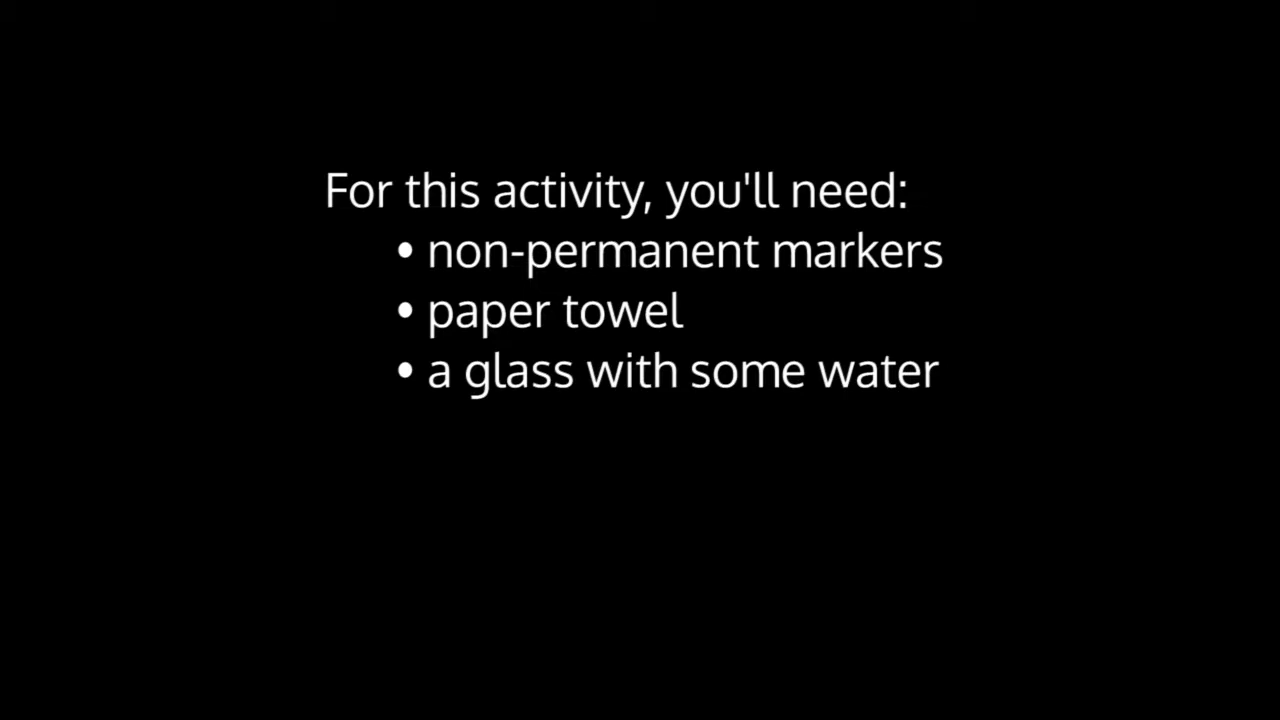 For this activity, you'll need:
• non-permanent markers
• paper towel
• a glass with some water